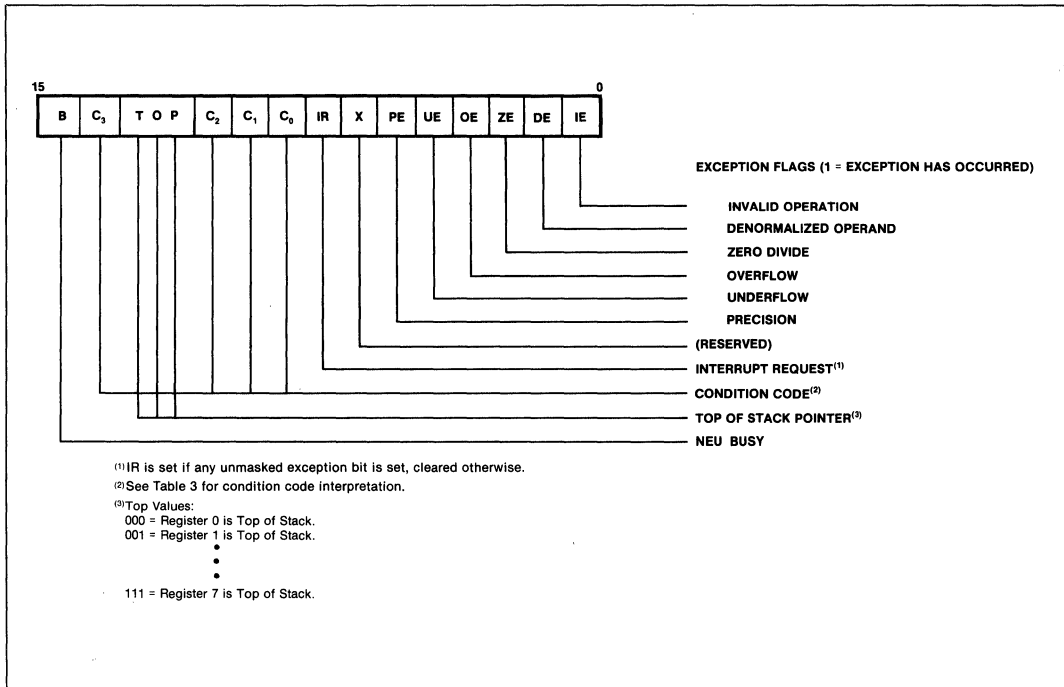 15 0
B C₃ T O P C₂ C₁ C₀ IR X PE UE OE ZE DE IE
EXCEPTION FLAGS (1 = EXCEPTION HAS OCCURRED)
INVALID OPERATION
DENORMALIZED OPERAND
ZERO DIVIDE
OVERFLOW
UNDERFLOW
PRECISION
(RESERVED)
INTERRUPT REQUEST⁽¹⁾
CONDITION CODE⁽²⁾
TOP OF STACK POINTER⁽³⁾
NEU BUSY
⁽¹⁾IR is set if any unmasked exception bit is set, cleared otherwise.
⁽²⁾See Table 3 for condition code interpretation.
⁽³⁾Top Values:
000 = Register 0 is Top of Stack.
001 = Register 1 is Top of Stack.
•
•
•
111 = Register 7 is Top of Stack.